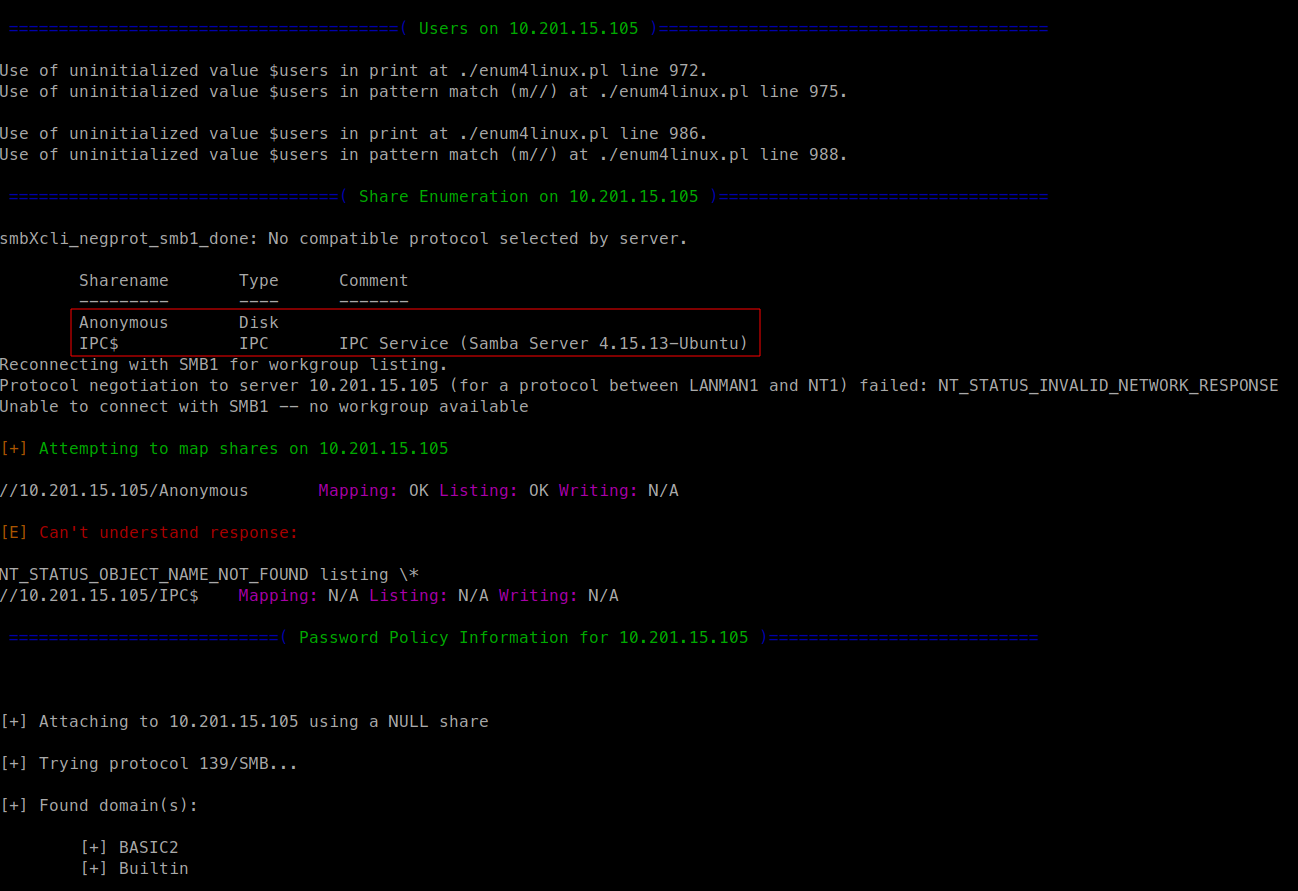 =======================================( Users on 10.201.15.105 )=======================================
Use of uninitialized value $users in print at ./enum4linux.pl line 972.
Use of uninitialized value $users in pattern match (m//) at ./enum4linux.pl line 975.
Use of uninitialized value $users in print at ./enum4linux.pl line 986.
Use of uninitialized value $users in pattern match (m//) at ./enum4linux.pl line 988.
=================================( Share Enumeration on 10.201.15.105 )=================================
smbXcli_negprot_smb1_done: No compatible protocol selected by server.
Sharename       Type      Comment
---------       ----      -------
Anonymous       Disk
IPC$            IPC       IPC Service (Samba Server 4.15.13-Ubuntu)
Reconnecting with SMB1 for workgroup listing.
Protocol negotiation to server 10.201.15.105 (for a protocol between LANMAN1 and NT1) failed: NT_STATUS_INVALID_NETWORK_RESPONSE
Unable to connect with SMB1 -- no workgroup available
[+] Attempting to map shares on 10.201.15.105
//10.201.15.105/Anonymous       Mapping: OK Listing: OK Writing: N/A
[E] Can't understand response:
NT_STATUS_OBJECT_NAME_NOT_FOUND listing \*
//10.201.15.105/IPC$    Mapping: N/A Listing: N/A Writing: N/A
===========================( Password Policy Information for 10.201.15.105 )===========================
[+] Attaching to 10.201.15.105 using a NULL share
[+] Trying protocol 139/SMB...
[+] Found domain(s):
[+] BASIC2
[+] Builtin